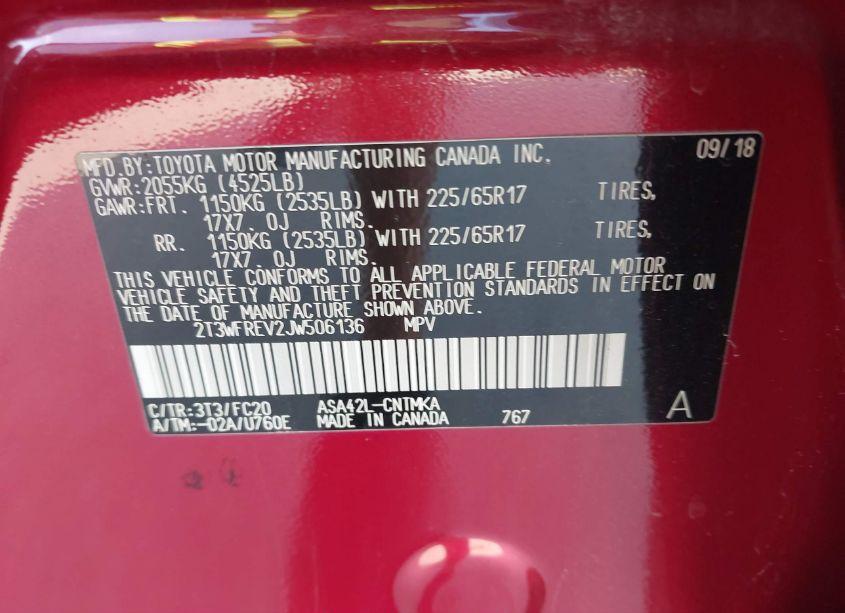 MFD.BY:TOYOTA MOTOR MANUFACTURING CANADA INC. 09/18
GVWR:2055KG (4525LB)
GAWR:FRT. 1150KG (2535LB) WITH 225/65R17 TIRES,
17X7.0J RIMS.
RR. 1150KG (2535LB) WITH 225/65R17 TIRES,
17X7.0J RIMS.
THIS VEHICLE CONFORMS TO ALL APPLICABLE FEDERAL MOTOR
VEHICLE SAFETY AND THEFT PREVENTION STANDARDS IN EFFECT ON
THE DATE OF MANUFACTURE SHOWN ABOVE.
2T3WFREV2JW506136 MPV
C/TR:3T3/FC20 ASA42L-CNTMKA
A/TM:-02A/U760E MADE IN CANADA 767 A